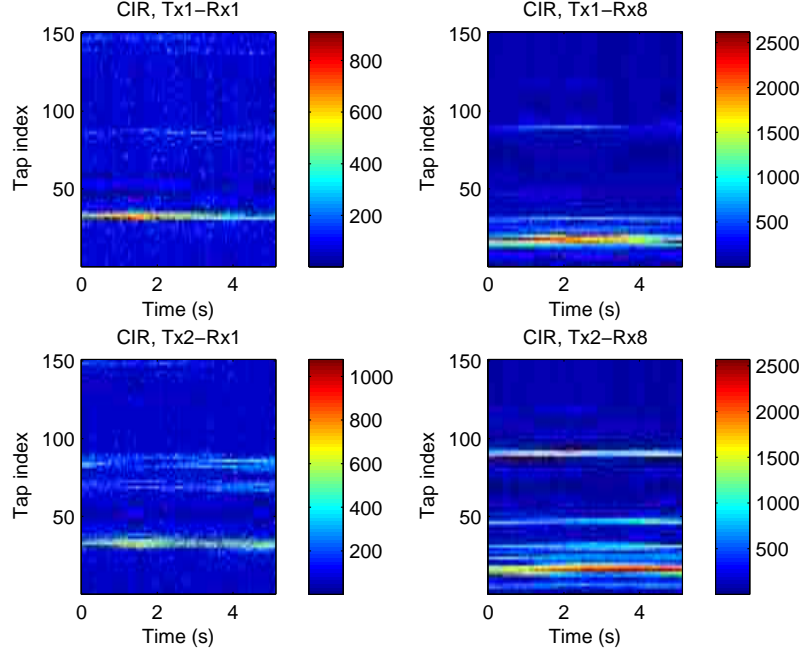 CIR, Tx1−Rx1
Tap index
150
100
50
0 2 4
Time (s)
800
600
400
200
CIR, Tx1−Rx8
Tap index
150
100
50
0 2 4
Time (s)
2500
2000
1500
1000
500
CIR, Tx2−Rx1
Tap index
150
100
50
0 2 4
Time (s)
1000
800
600
400
200
CIR, Tx2−Rx8
Tap index
150
100
50
0 2 4
Time (s)
2500
2000
1500
1000
500